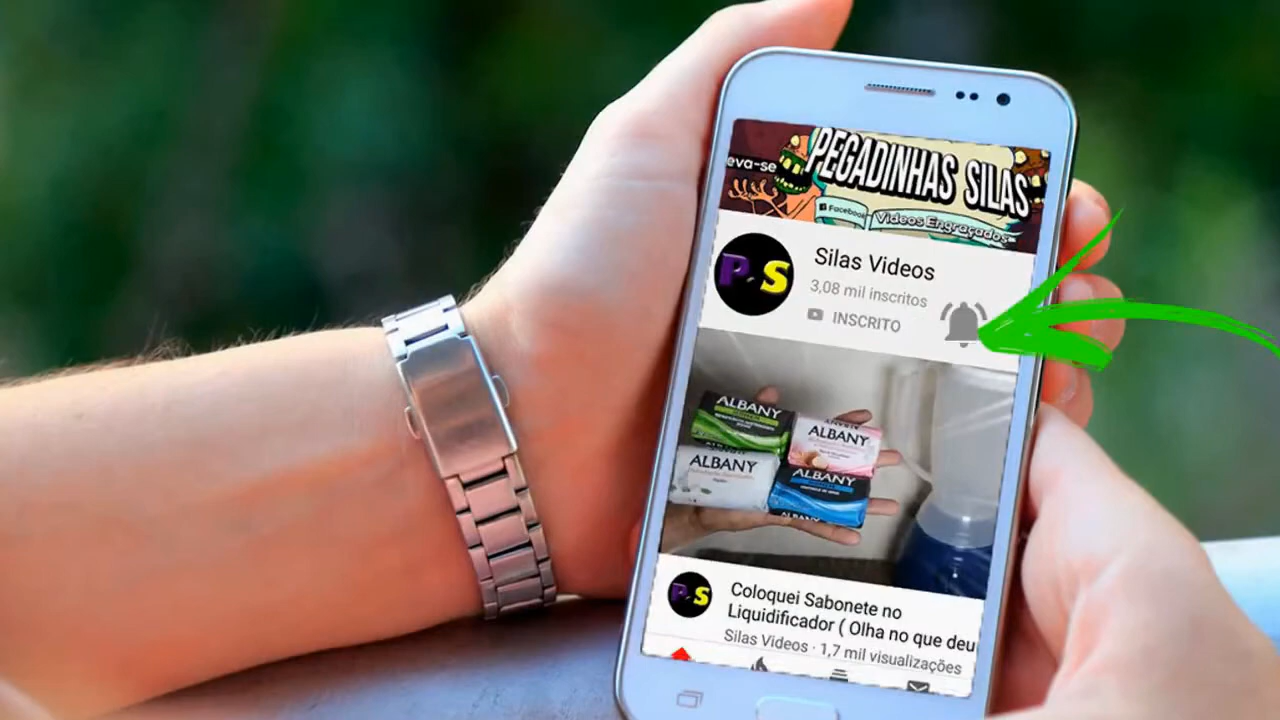 eva-se
PEGADINHAS SILAS
Facebook
Videos Engraçados
P S
Silas Videos
3,08 mil inscritos
INSCRITO
ALBANY
ALBANY
ALBANY
ALBANY
ALBANY
P S
Coloquei Sabonete no
Liquidificador ( Olha no que deu
Silas Videos · 1,7 mil visualizações